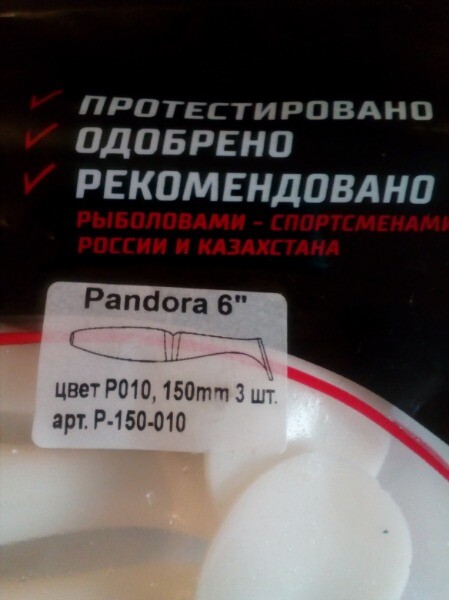 ПРОТЕСТИРОВАНО
ОДОБРЕНО
РЕКОМЕНДОВАНО
РЫБОЛОВАМИ - СПОРТСМЕНАМИ
РОССИИ И КАЗАХСТАНА
Pandora 6"
цвет P010, 150mm 3 шт.
арт. P-150-010